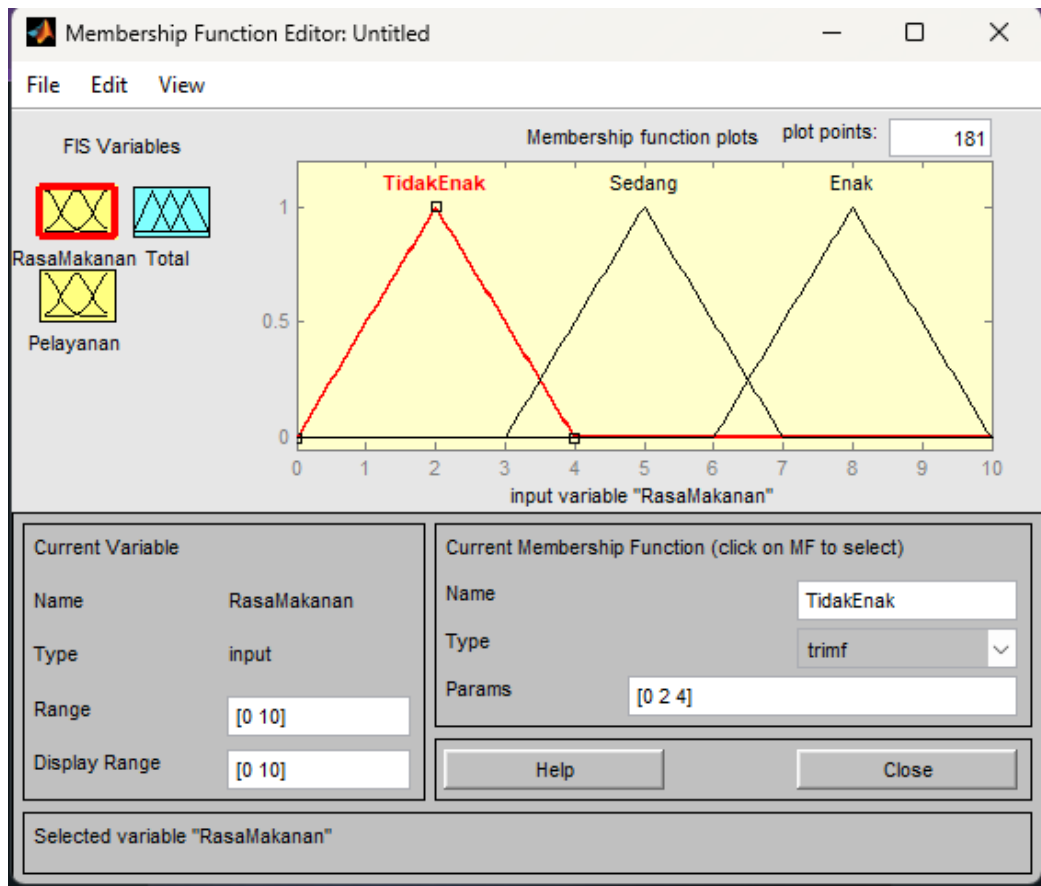 Membership Function Editor: Untitled
File Edit View
FIS Variables
RasaMakanan Total
Pelayanan
Membership function plots plot points: 181
TidakEnak Sedang Enak
1
0.5
0
0 1 2 3 4 5 6 7 8 9 10
input variable "RasaMakanan"
Current Variable
Name RasaMakanan
Type input
Range [0 10]
Display Range [0 10]
Current Membership Function (click on MF to select)
Name TidakEnak
Type trimf
Params [0 2 4]
Help Close
Selected variable "RasaMakanan"